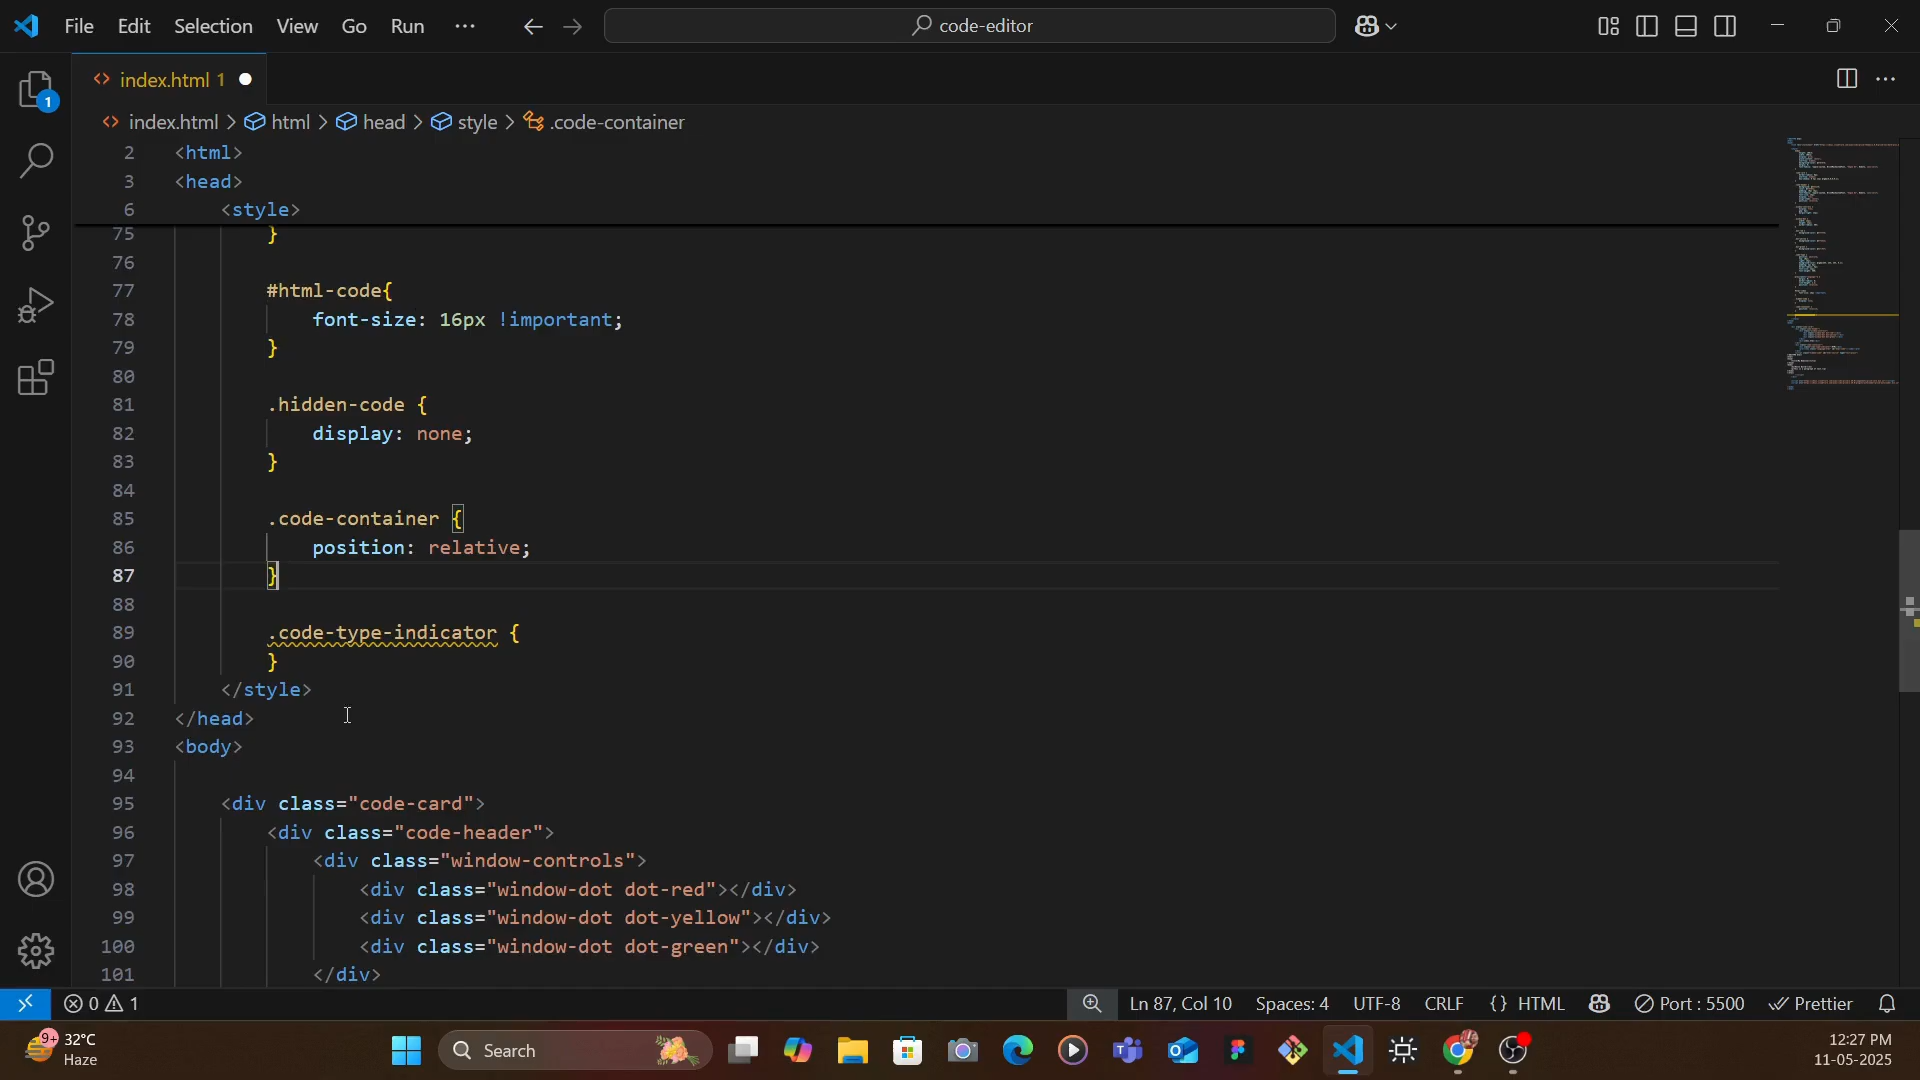 File Edit Selection View Go Run ··· code-editor
index.html 1
index.html > html > head > style > .code-container
2 <html>
3 <head>
6 <style>
75 }
76
77 #html-code{
78 font-size: 16px !important;
79 }
80
81 .hidden-code {
82 display: none;
83 }
84
85 .code-container {
86 position: relative;
87 }
88
89 .code-type-indicator {
90 }
91 </style>
92 </head>
93 <body>
94
95 <div class="code-card">
96 <div class="code-header">
97 <div class="window-controls">
98 <div class="window-dot dot-red"></div>
99 <div class="window-dot dot-yellow"></div>
100 <div class="window-dot dot-green"></div>
101 </div>
1
0 1 Ln 87, Col 10 Spaces: 4 UTF-8 CRLF {} HTML Port : 5500 Prettier
9+ 32°C
Haze
Search
12:27 PM
11-05-2025